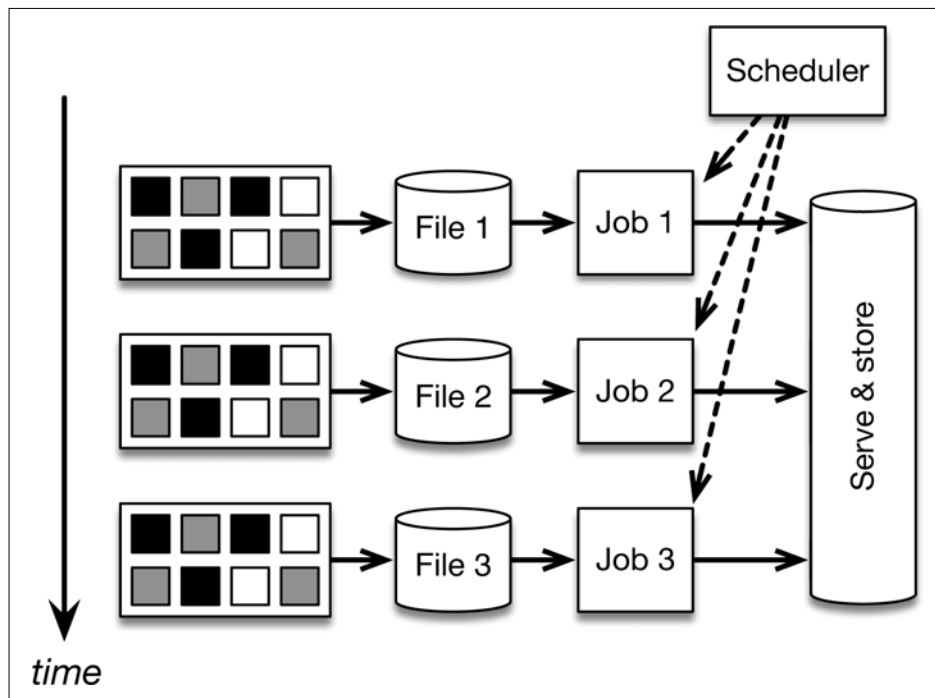 Scheduler
File 1
Job 1
File 2
Job 2
File 3
Job 3
Serve & store
time